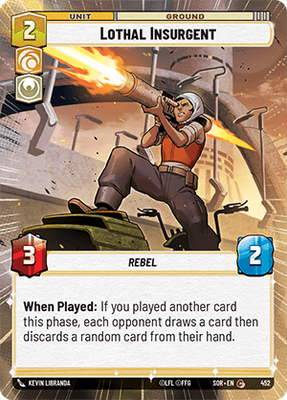 UNIT GROUND
2 LOTHAL INSURGENT
3 2
REBEL
When Played: If you played another card
this phase, each opponent draws a card then
discards a random card from their hand.
KEVIN LIBRANDA ©LFL ©FFG SOR • EN C 452